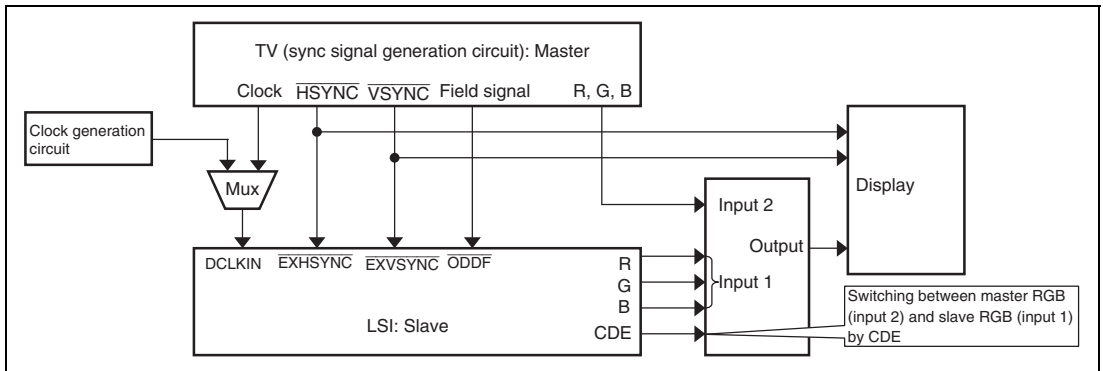 TV (sync signal generation circuit): Master
Clock HSYNC VSYNC Field signal R, G, B
Clock generation
circuit
Mux
Display
Input 2
Output
Input 1
DCLKIN EXHSYNC EXVSYNC ODDF
R
G
B
CDE
LSI: Slave
Switching between master RGB
(input 2) and slave RGB (input 1)
by CDE